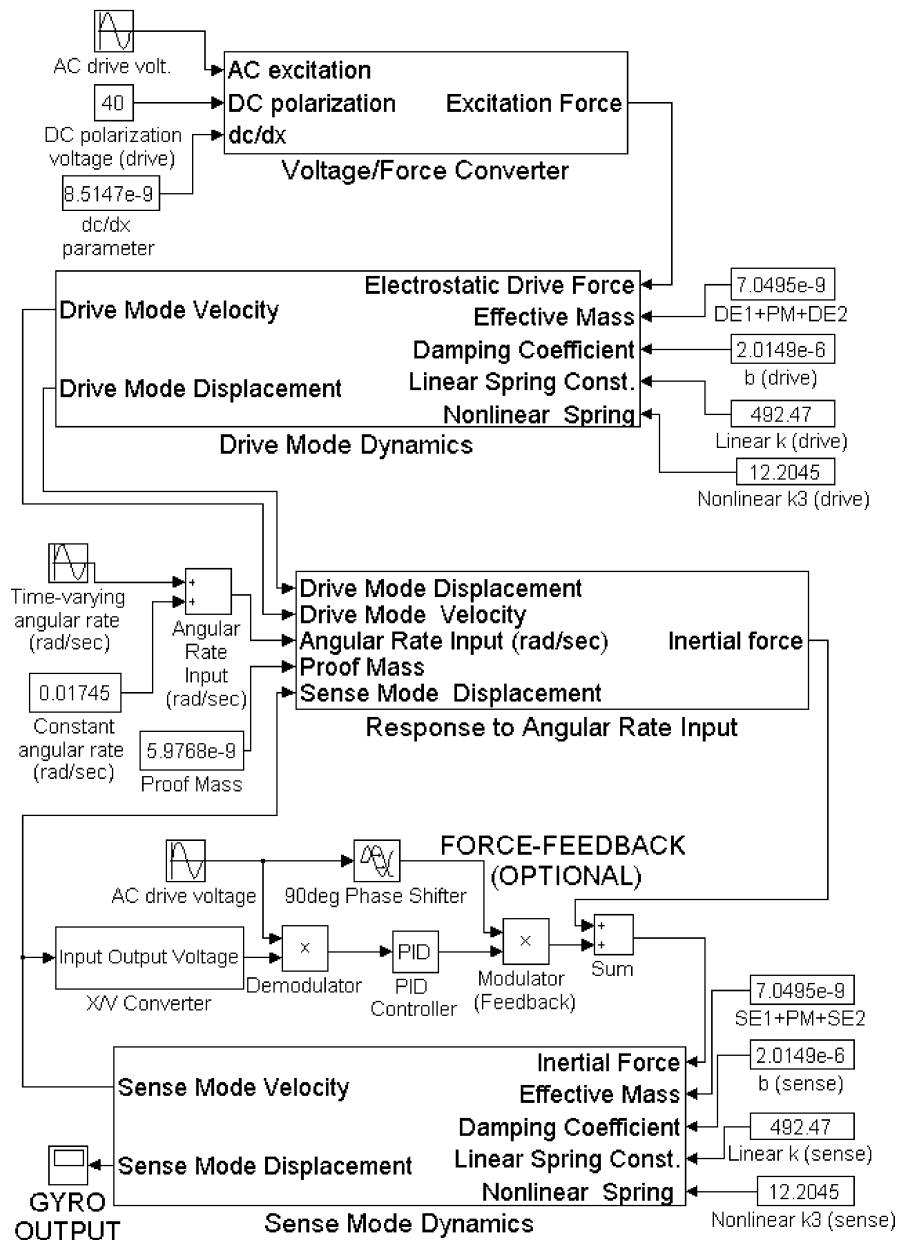 AC drive volt.
AC excitation
40
DC polarization
Excitation Force
DC polarization
voltage (drive)
dc/dx
Voltage/Force Converter
8.5147e-9
dc/dx
parameter
Electrostatic Drive Force
7.0495e-9
Drive Mode Velocity
Effective Mass
DE1+PM+DE2
Damping Coefficient
2.0149e-6
b (drive)
Drive Mode Displacement
Linear Spring Const.
492.47
Nonlinear Spring
Linear k (drive)
Drive Mode Dynamics
12.2045
Nonlinear k3 (drive)
Time-varying
angular rate
(rad/sec)
+
+
Angular
Rate
Input
(rad/sec)
Drive Mode Displacement
Drive Mode Velocity
Angular Rate Input (rad/sec)
Inertial force
Proof Mass
Sense Mode Displacement
0.01745
Response to Angular Rate Input
Constant
angular rate
(rad/sec)
5.9768e-9
Proof Mass
FORCE-FEEDBACK
(OPTIONAL)
AC drive voltage
90deg Phase Shifter
+
+
Input Output Voltage
x
PID
x
Sum
X/V Converter
Demodulator
PID
Controller
Modulator
(Feedback)
7.0495e-9
SE1+PM+SE2
Inertial Force
2.0149e-6
Sense Mode Velocity
Effective Mass
b (sense)
Damping Coefficient
492.47
Sense Mode Displacement
Linear Spring Const.
Linear k (sense)
Nonlinear Spring
12.2045
GYRO
OUTPUT
Sense Mode Dynamics
Nonlinear k3 (sense)